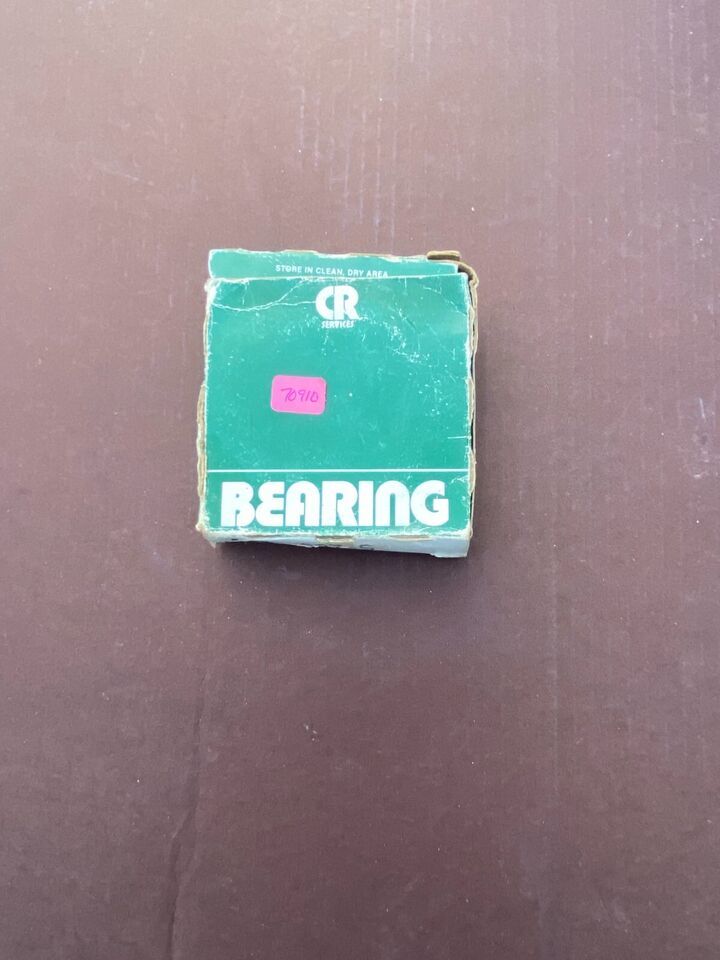 STORE IN CLEAN, DRY AREA
CR
SERVICES
70910
BEARING